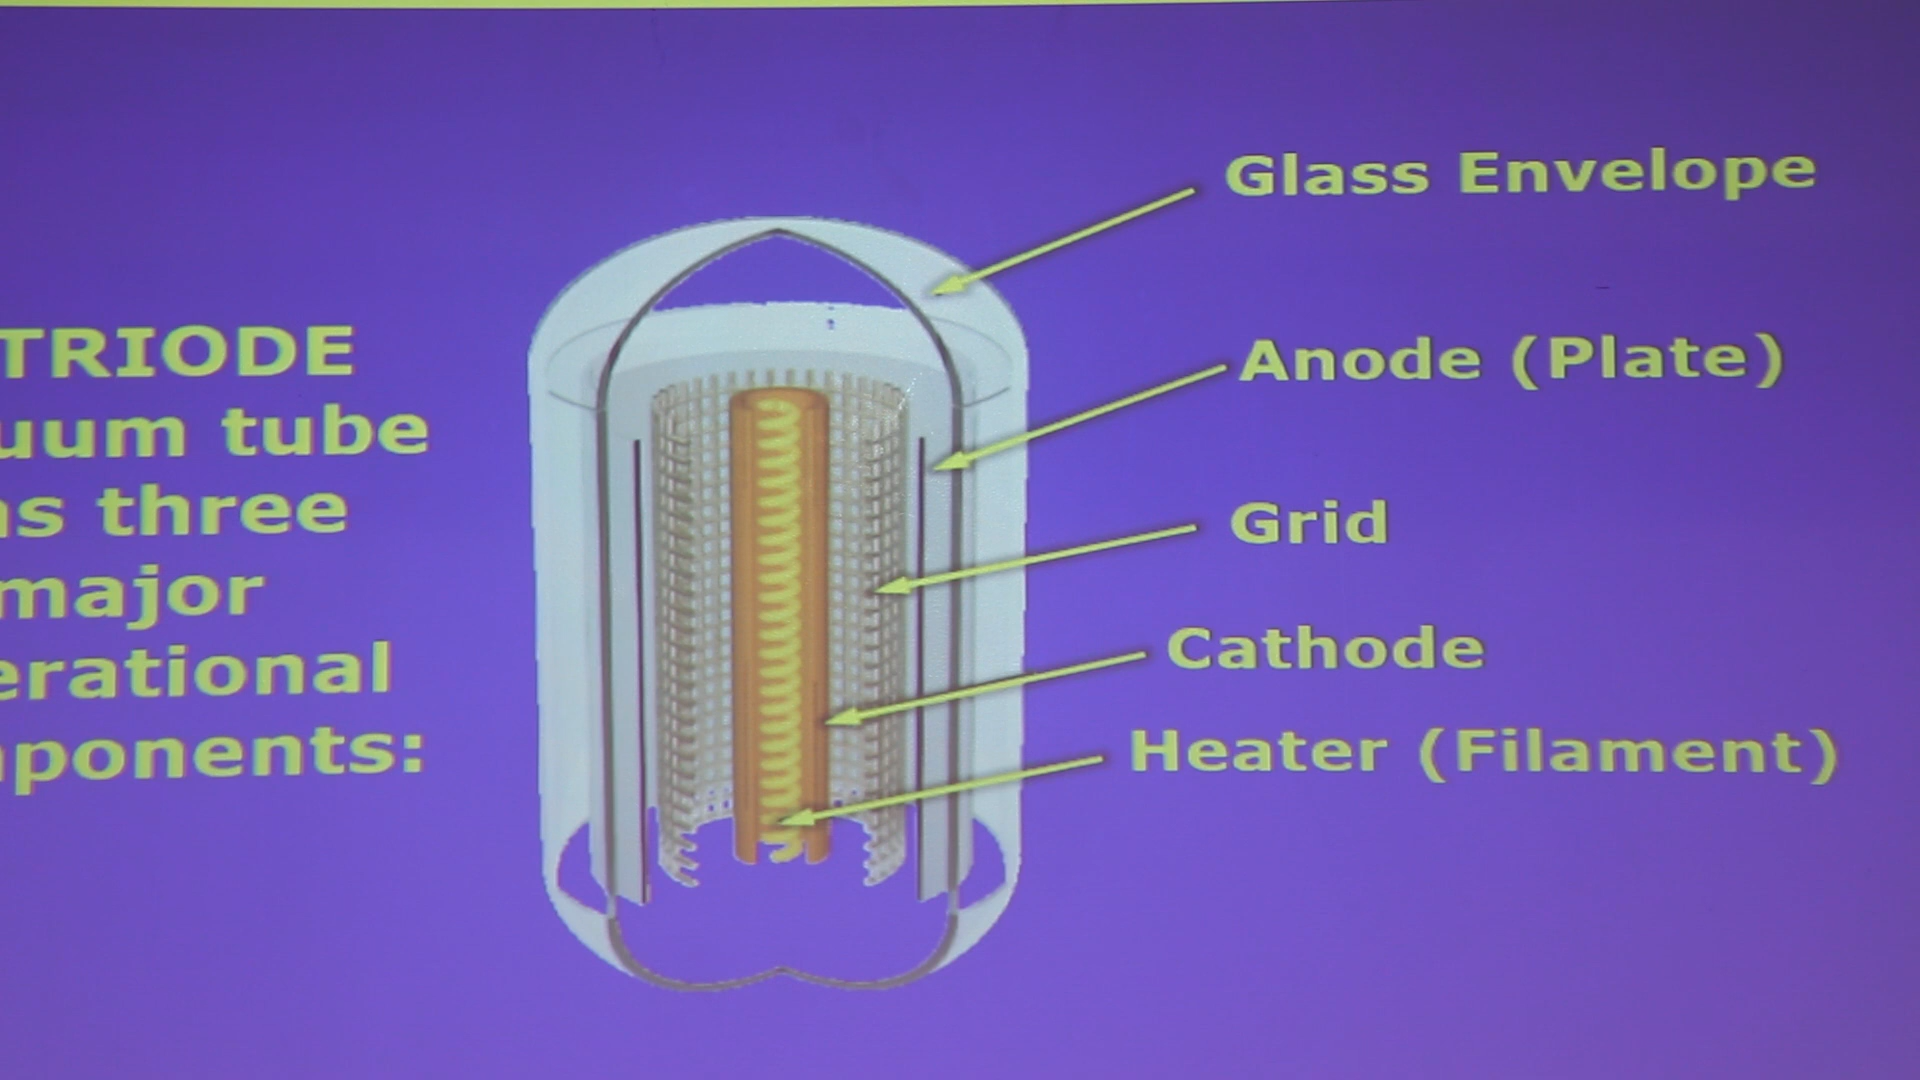 TRIODE
uum tube
s three
major
erational
ponents:
Glass Envelope
Anode (Plate)
Grid
Cathode
Heater (Filament)